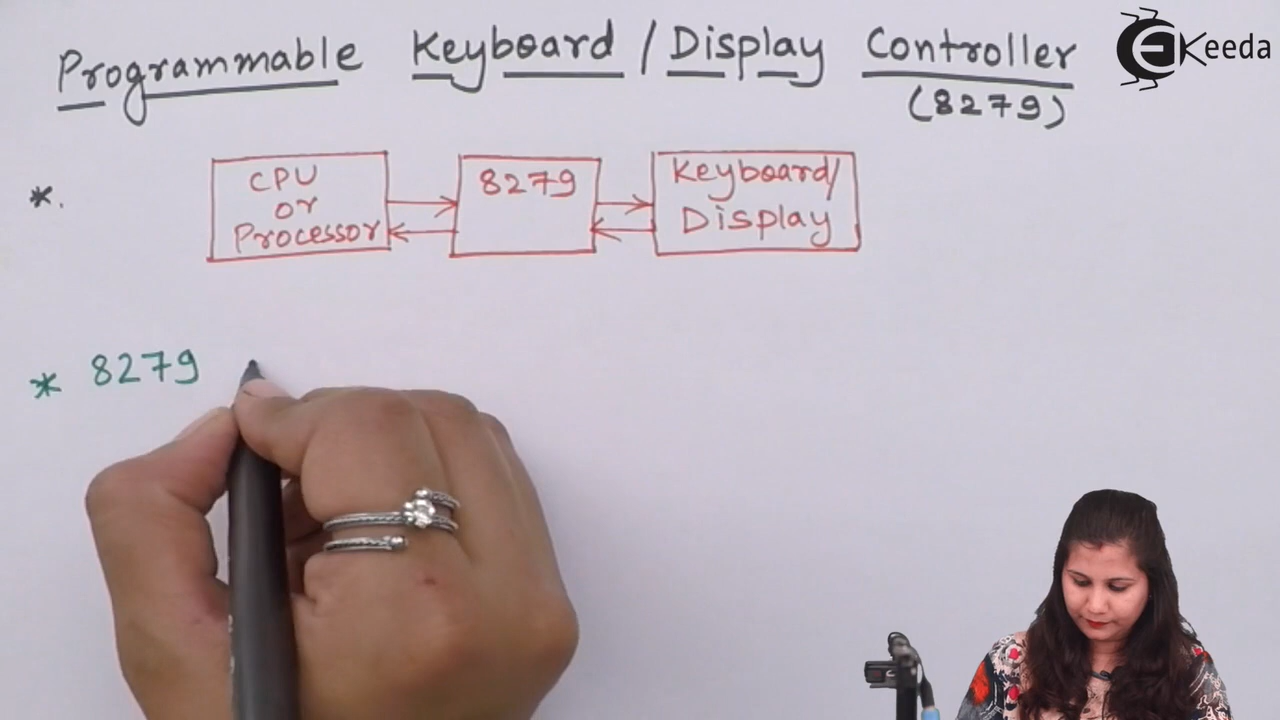 Programmable Keyboard / Display Controller
(8279)
Keeda
*.
CPU
or
Processor
8279
Keyboard/
Display
* 8279